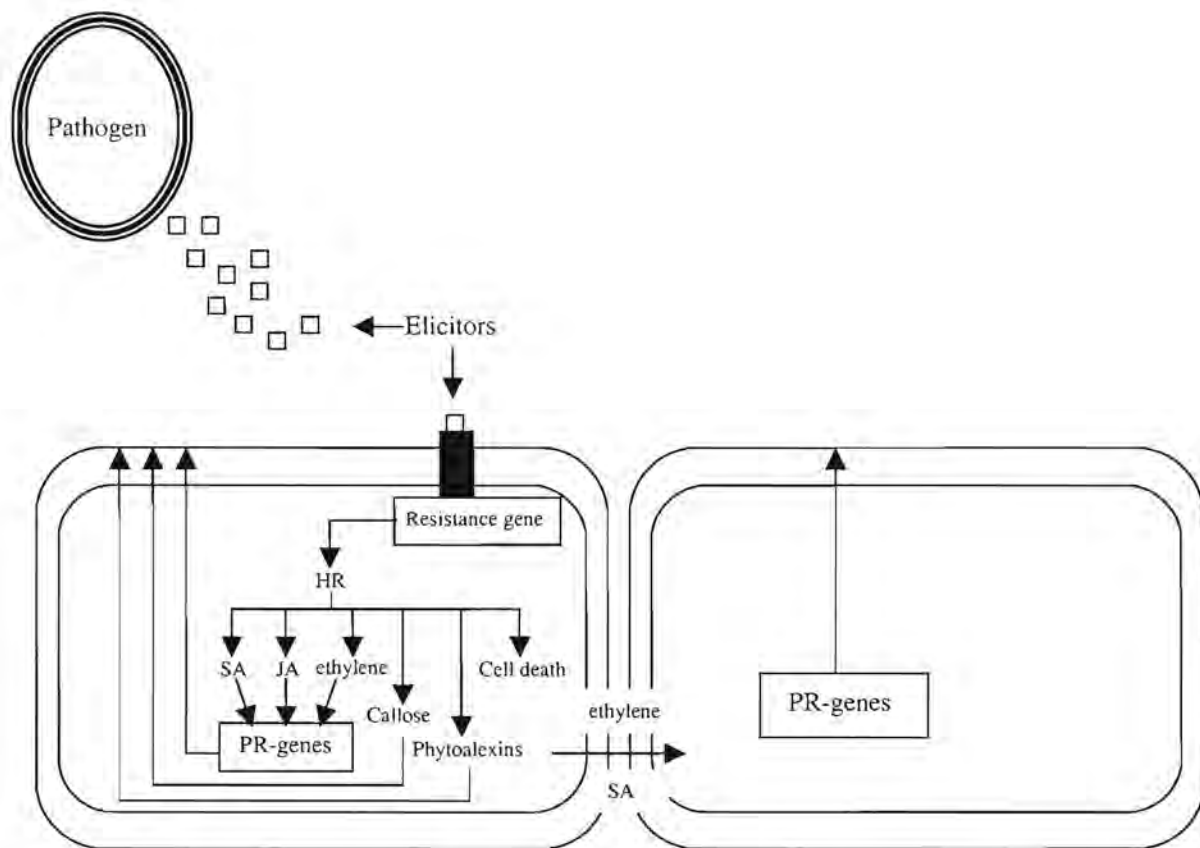 Pathogen
Elicitors
Resistance gene
HR
SA JA ethylene Cell death
Callose
PR-genes
Phytoalexins
ethylene
SA
PR-genes